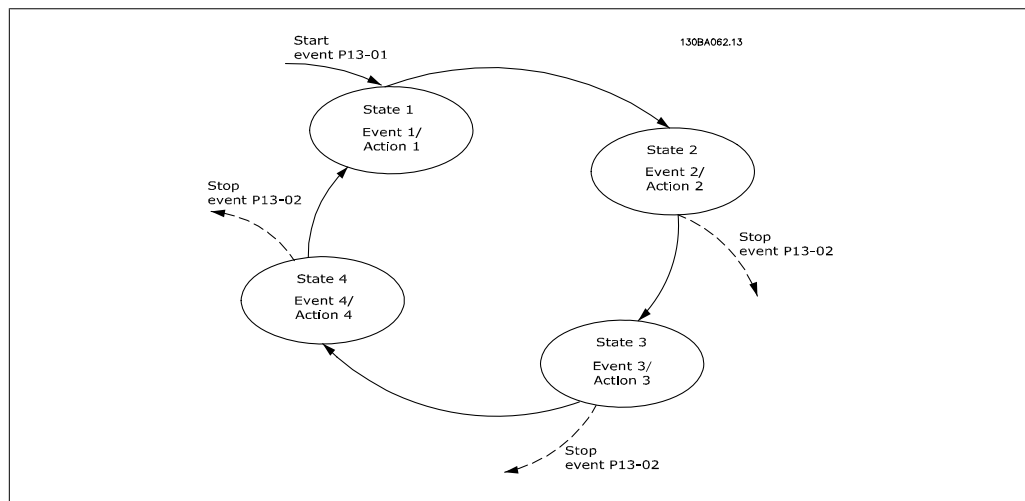 Start
event P13-01
130BA062.13
State 1
Event 1/
Action 1
State 2
Event 2/
Action 2
Stop
event P13-02
Stop
event P13-02
State 4
Event 4/
Action 4
State 3
Event 3/
Action 3
Stop
event P13-02